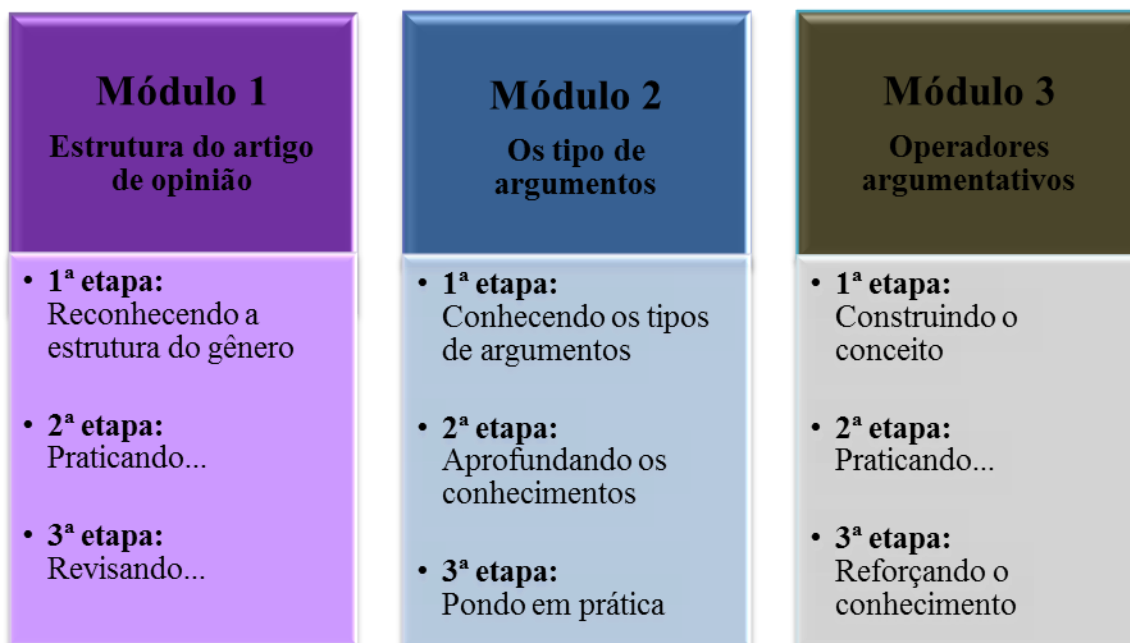 Módulo 1
Estrutura do artigo
de opinião
• 1ª etapa:
Reconhecendo a
estrutura do gênero
• 2ª etapa:
Praticando...
• 3ª etapa:
Revisando...
Módulo 2
Os tipo de
argumentos
• 1ª etapa:
Conhecendo os tipos
de argumentos
• 2ª etapa:
Aprofundando os
conhecimentos
• 3ª etapa:
Pondo em prática
Módulo 3
Operadores
argumentativos
• 1ª etapa:
Construindo o
conceito
• 2ª etapa:
Praticando...
• 3ª etapa:
Reforçando o
conhecimento